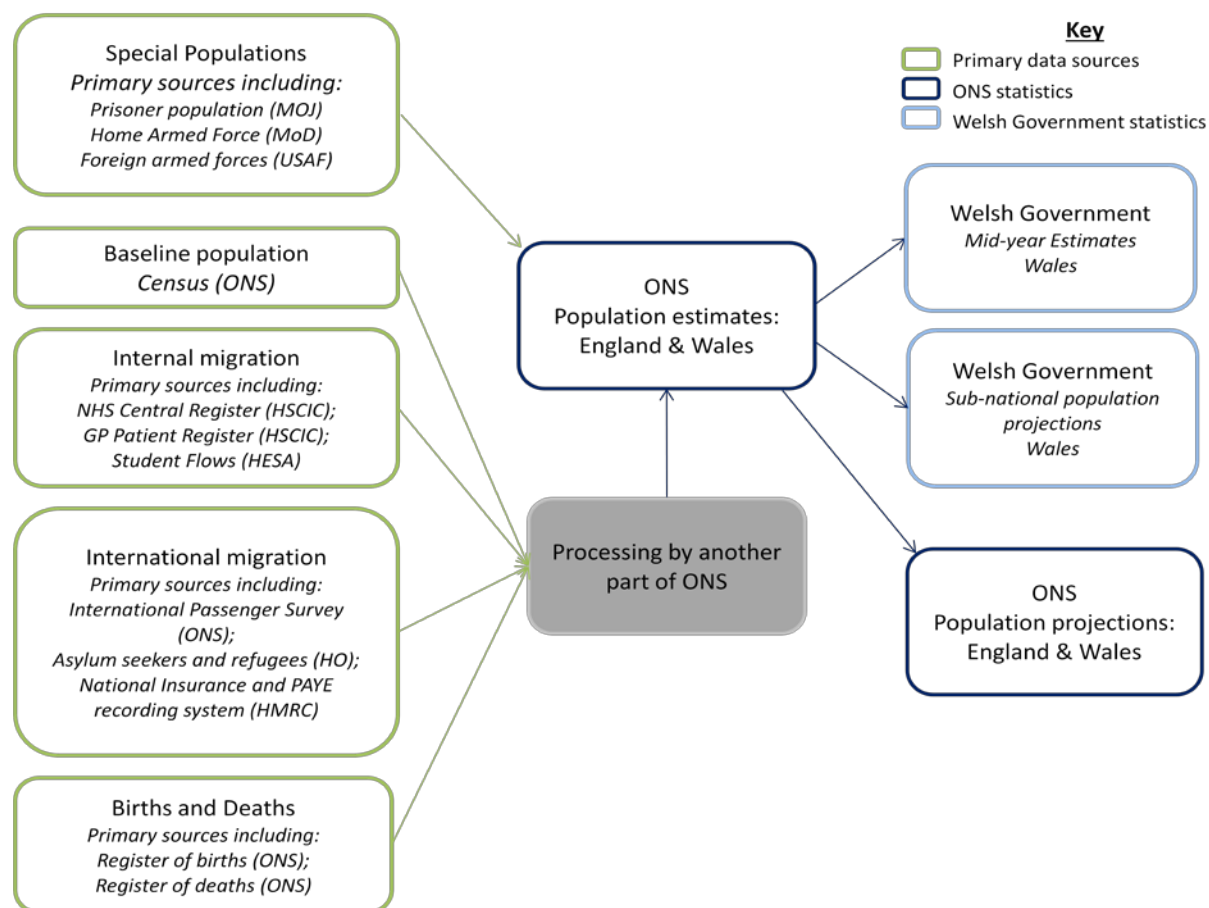 Special Populations
Primary sources including:
Prisoner population (MOJ)
Home Armed Force (MoD)
Foreign armed forces (USAF)
Baseline population
Census (ONS)
Internal migration
Primary sources including:
NHS Central Register (HSCIC);
GP Patient Register (HSCIC);
Student Flows (HESA)
International migration
Primary sources including:
International Passenger Survey
(ONS);
Asylum seekers and refugees (HO);
National Insurance and PAYE
recording system (HMRC)
Births and Deaths
Primary sources including:
Register of births (ONS);
Register of deaths (ONS)
ONS
Population estimates:
England & Wales
Processing by another
part of ONS
Key
Primary data sources
ONS statistics
Welsh Government statistics
Welsh Government
Mid-year Estimates
Wales
Welsh Government
Sub-national population
projections
Wales
ONS
Population projections:
England & Wales